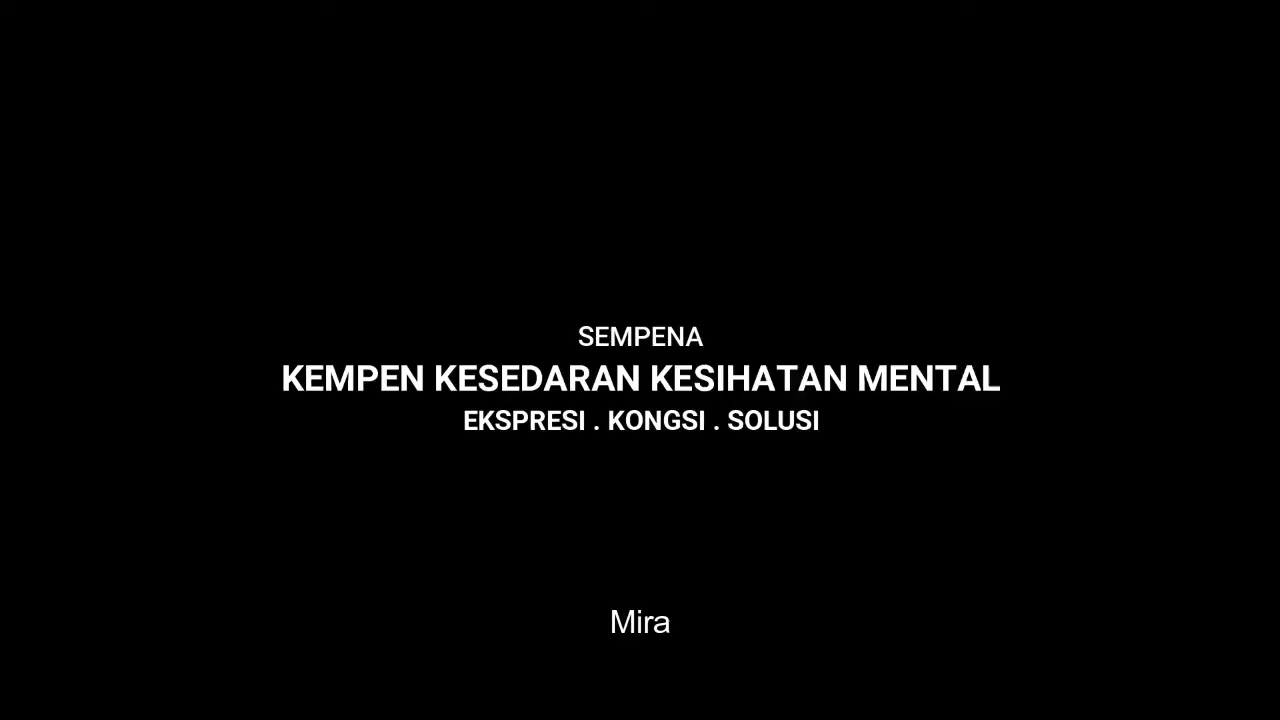 SEMPENA
KEMPEN KESEDARAN KESIHATAN MENTAL
EKSPRESI . KONGSI . SOLUSI
Mira